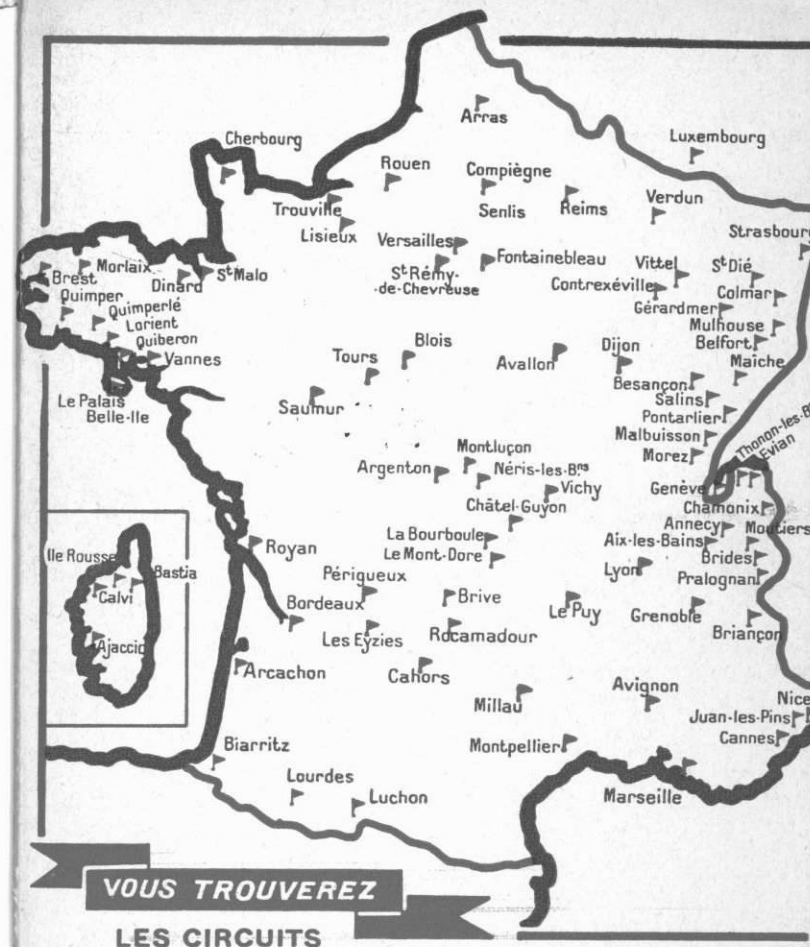 Cherbourg
Arras
Luxembourg
Rouen
Compiègne
Trouville
Senlis
Reims
Verdun
Lisieux
Versailles
Strasbourg
Brest
Morlaix
Dinard
St Malo
St Rémy-
-de-Chevreuse
Fontainebleau
Vittel
St Dié
Contrexéville
Colmar
Quimper
Quimperlé
Gérardmer
Lorient
Mulhouse
Quiberon
Belfort
Vannes
Tours
Blois
Avallon
Dijon
Maîche
Besançon
Le Palais
Belle-Ile
Saumur
Salins
Pontarlier
Malbuisson
Thonon-les-B
Evian
Morez
Montluçon
Argenton
Néris-les-Bns
Vichy
Genève
Châtel-Guyon
Chamonix
Annecy
Moutiers
Royan
La Bourboule
Aix-les-Bains
Le Mont-Dore
Brides
Ile Rousse
Bastia
Calvi
Lyon
Pralognan
Périgueux
Bordeaux
Brive
Le Puy
Grenoble
Briançon
Les Eyzies
Rocamadour
Ajaccio
Arcachon
Cahors
Millau
Avignon
Nice
Juan-les-Pins
Cannes
Biarritz
Montpellier
Marseille
Lourdes
Luchon
VOUS TROUVEREZ
LES CIRCUITS